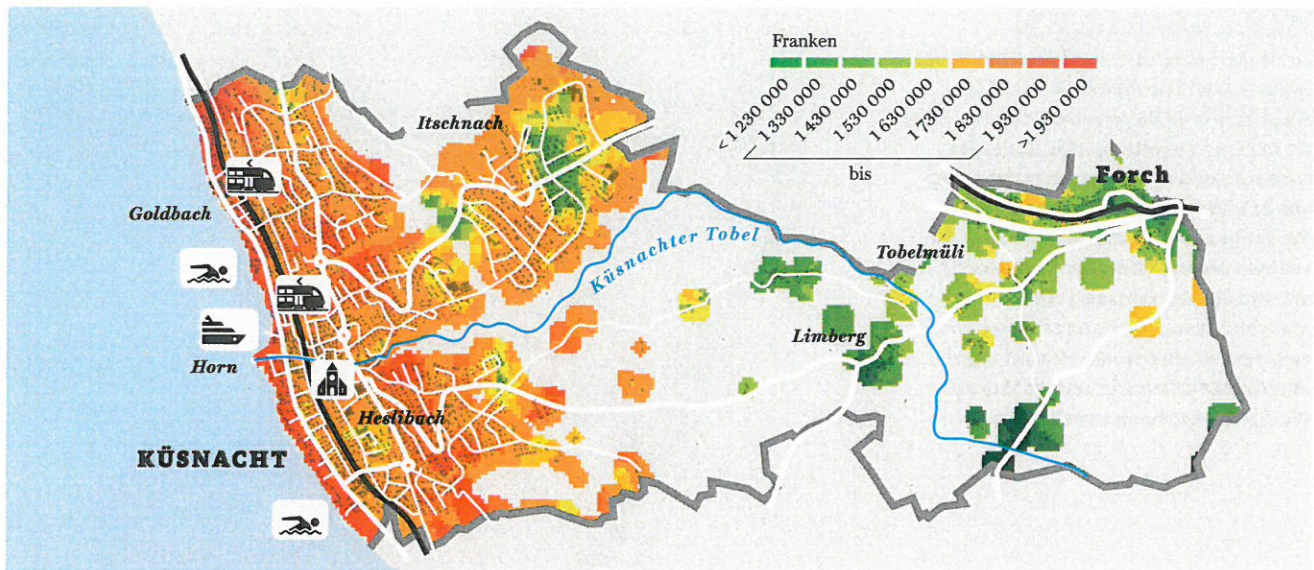 Franken
< 1 230 000
1 330 000
1 430 000
1 530 000
1 630 000
1 730 000
1 830 000
1 930 000
>1 930 000
bis
Itschnach
Forch
Goldbach
Küsnachter Tobel
Tobelmüli
Limberg
Horn
Heslibach
KÜSNACHT